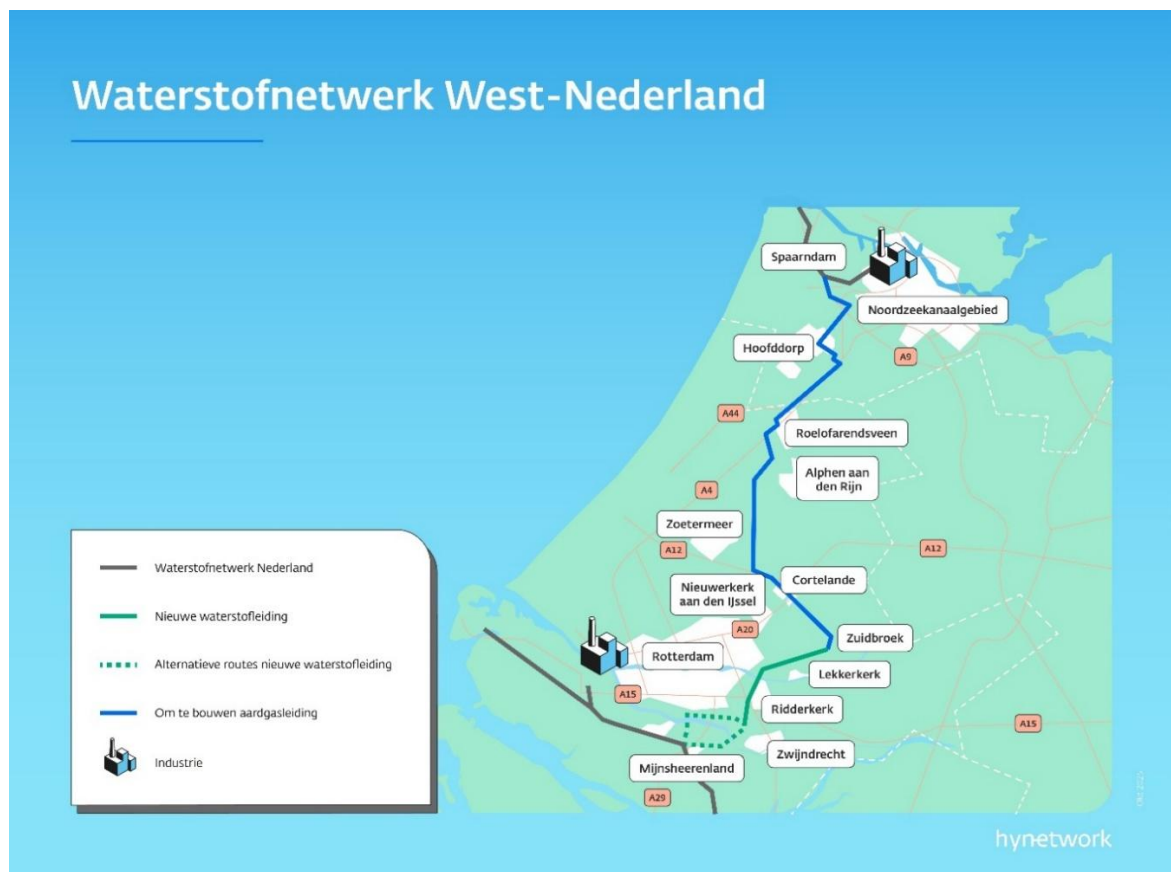 Waterstofnetwerk West-Nederland
Spaarndam
Noordzeekanaalgebied
Hoofddorp
A9
A44
Roelofarendsveen
Alphen aan
den Rijn
A4
Zoetermeer
A12
A12
Nieuwerkerk
aan den IJssel
Cortelande
A20
Zuidbroek
Rotterdam
Lekkerkerk
A15
Ridderkerk
A15
Zwijndrecht
Mijnsheerenland
A29
Waterstofnetwerk Nederland
Nieuwe waterstofleiding
Alternatieve routes nieuwe waterstofleiding
Om te bouwen aardgasleiding
Industrie
hynetwork